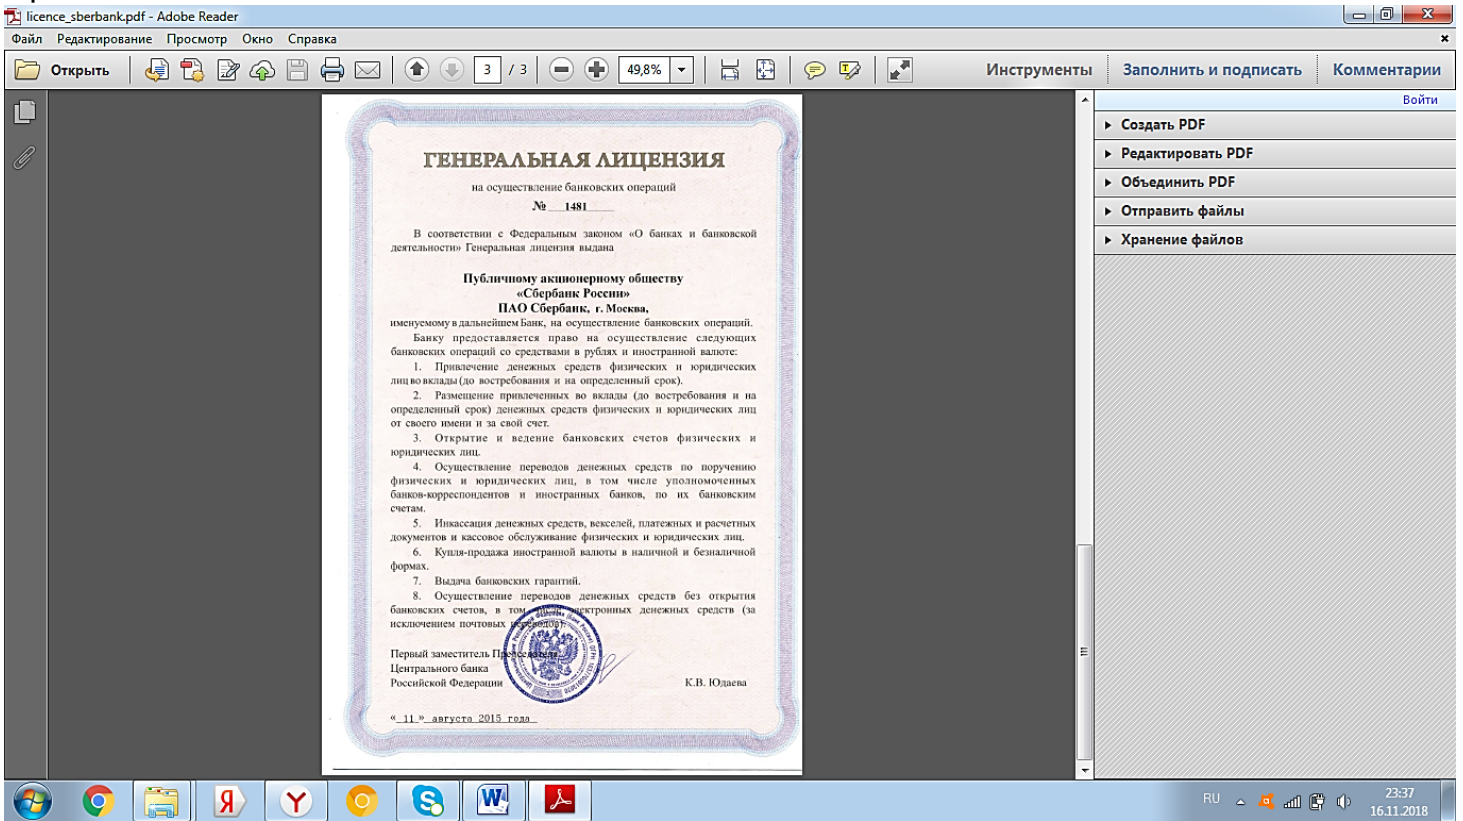 licence_sberbank.pdf - Adobe Reader
Файл Редактирование Просмотр Окно Справка
Открыть 3 / 3 49,8% Инструменты Заполнить и подписать Комментарии
Войти
Создать PDF
Редактировать PDF
Объединить PDF
Отправить файлы
Хранение файлов
ГЕНЕРАЛЬНАЯ ЛИЦЕНЗИЯ
на осуществление банковских операций
№ 1481
В соответствии с Федеральным законом «О банках и банковской
деятельности» Генеральная лицензия выдана
Публичному акционерному обществу
«Сбербанк России»
ПАО Сбербанк, г. Москва,
именуемому в дальнейшем Банк, на осуществление банковских операций.
Банку предоставляется право на осуществление следующих
банковских операций со средствами в рублях и иностранной валюте:
1. Привлечение денежных средств физических и юридических
лиц во вклады (до востребования и на определенный срок).
2. Размещение привлеченных во вклады (до востребования и на
определенный срок) денежных средств физических и юридических лиц
от своего имени и за свой счет.
3. Открытие и ведение банковских счетов физических и
юридических лиц.
4. Осуществление переводов денежных средств по поручению
физических и юридических лиц, в том числе уполномоченных
банков-корреспондентов и иностранных банков, по их банковским
счетам.
5. Инкассация денежных средств, векселей, платежных и расчетных
документов и кассовое обслуживание физических и юридических лиц.
6. Купля-продажа иностранной валюты в наличной и безналичной
формах.
7. Выдача банковских гарантий.
8. Осуществление переводов денежных средств без открытия
банковских счетов, в том числе электронных денежных средств (за
исключением почтовых переводов).
Первый заместитель Председателя
Центрального банка
Российской Федерации К.В. Юдаева
« 11 » августа 2015 года
RU 23:37
16.11.2018